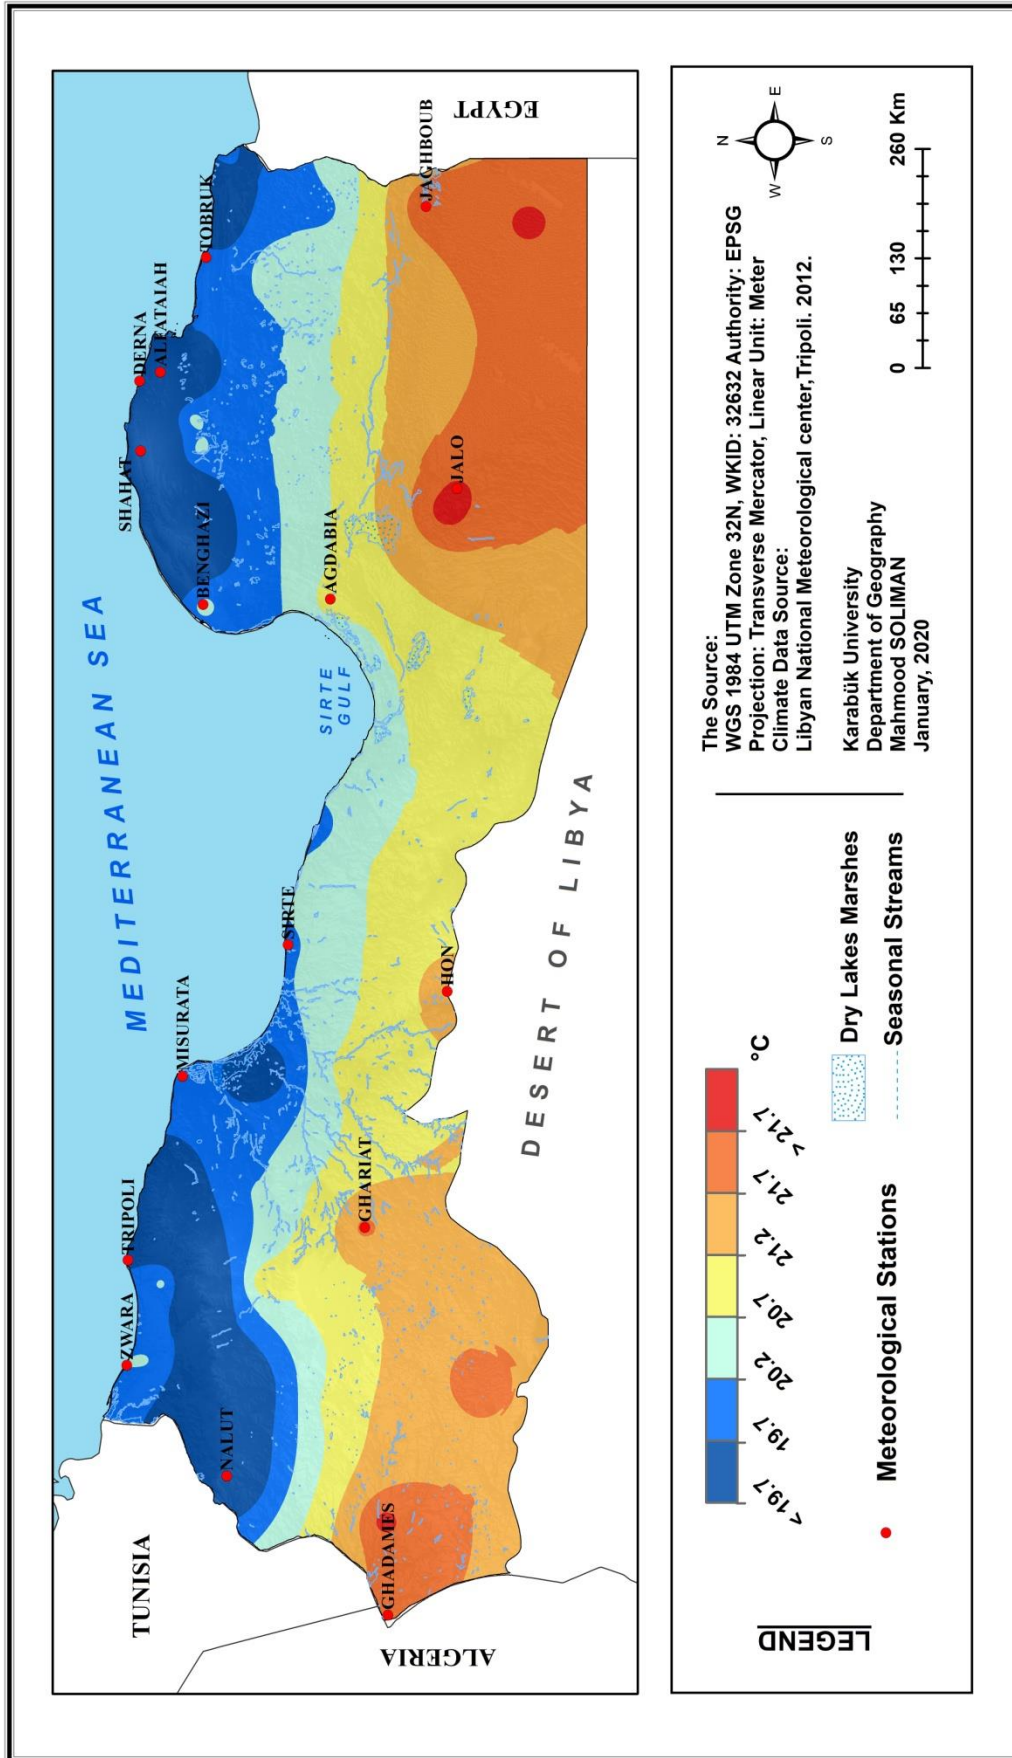 MEDITERRANEAN SEA
TUNISIA
ALGERIA
EGYPT
DESERT OF LIBYA
SIRTE
GULF
ZWARA
TRIPOLI
NALUT
GHADAMES
GHARIAT
MISURATA
SIRTE
HON
BENGHAZI
SHAHAT
DERNA
ALFATAIAH
TOBRUK
AGDABIA
JALO
JAGHBOUB
LEGEND
< 19.7
19.7
20.2
20.7
21.2
21.7
> 21.7
°C
Meteorological Stations
Dry Lakes Marshes
Seasonal Streams
The Source:
WGS 1984 UTM Zone 32N, WKID: 32632 Authority: EPSG
Projection: Transverse Mercator, Linear Unit: Meter
Climate Data Source:
Libyan National Meteorological center,Tripoli. 2012.
Karabük University
Department of Geography
Mahmood SOLIMAN
January, 2020
N
W
E
S
0 65 130 260 Km